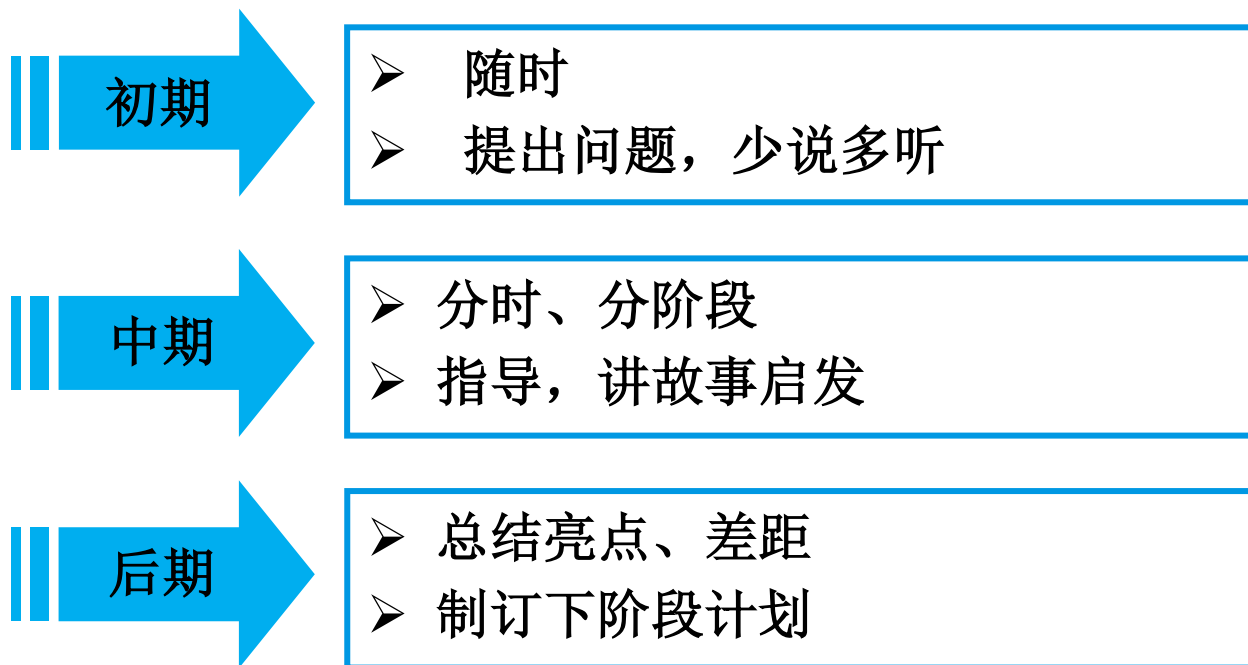 初期
➢ 随时
➢ 提出问题，少说多听
中期
➢ 分时、分阶段
➢ 指导，讲故事启发
后期
➢ 总结亮点、差距
➢ 制订下阶段计划